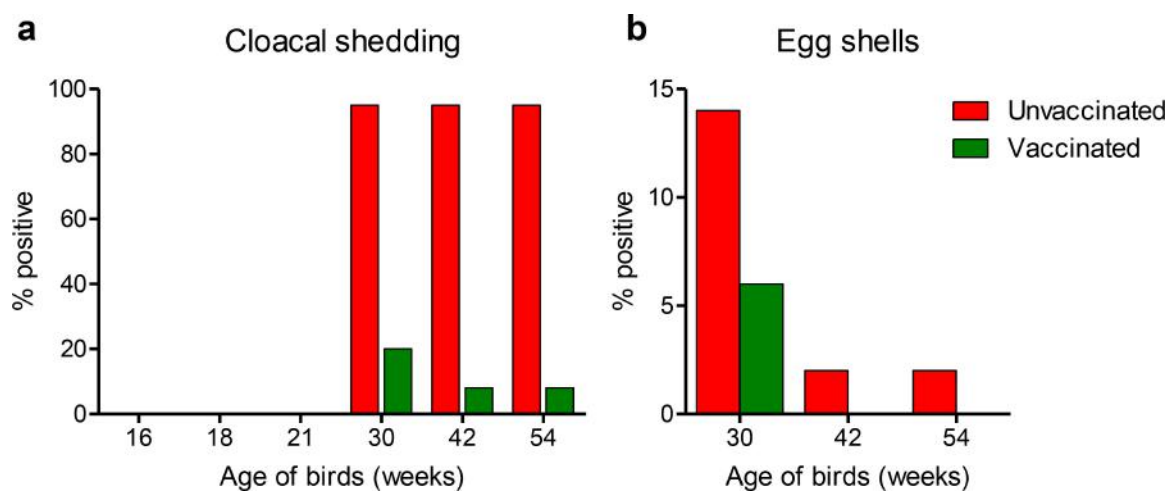 a
Cloacal shedding
100
80
60
40
20
0
% positive
16 18 21 30 42 54
Age of birds (weeks)
b
Egg shells
15
10
5
0
% positive
30 42 54
Age of birds (weeks)
Unvaccinated
Vaccinated